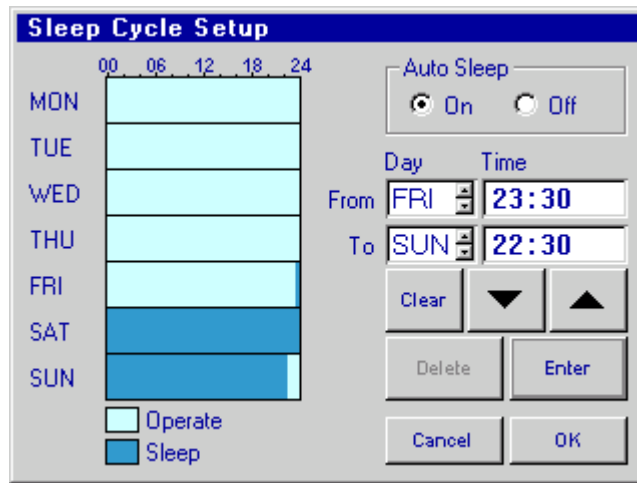 Sleep Cycle Setup
00 06 12 18 24
MON
TUE
WED
THU
FRI
SAT
SUN
Operate
Sleep
Auto Sleep
On Off
Day Time
From FRI 23:30
To SUN 22:30
Clear
Delete Enter
Cancel OK